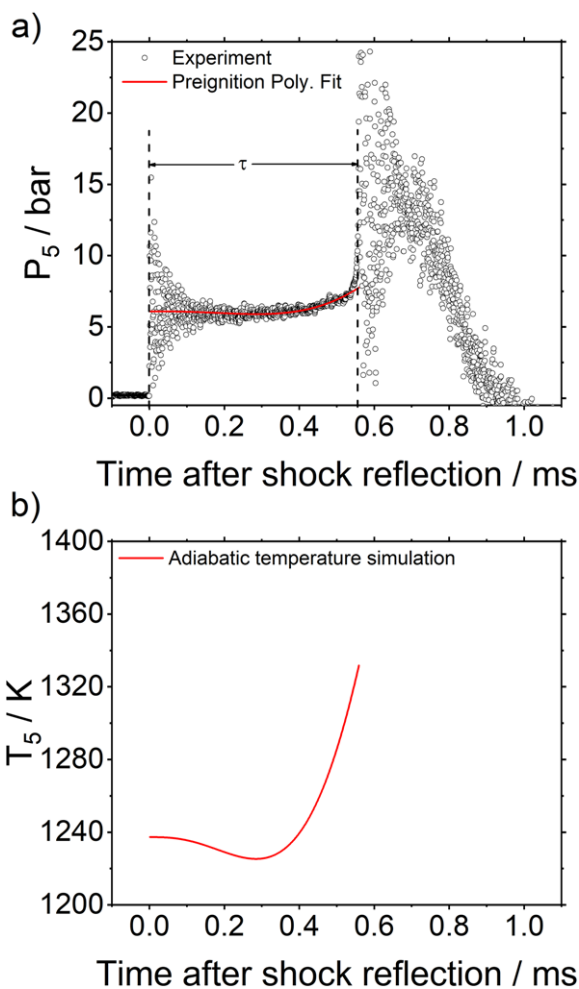 a)
25
20
15
10
5
0
P5 / bar
Experiment
Preignition Poly. Fit
τ
0.0 0.2 0.4 0.6 0.8 1.0
Time after shock reflection / ms
b)
1400
1360
1320
1280
1240
1200
T5 / K
Adiabatic temperature simulation
0.0 0.2 0.4 0.6 0.8 1.0
Time after shock reflection / ms